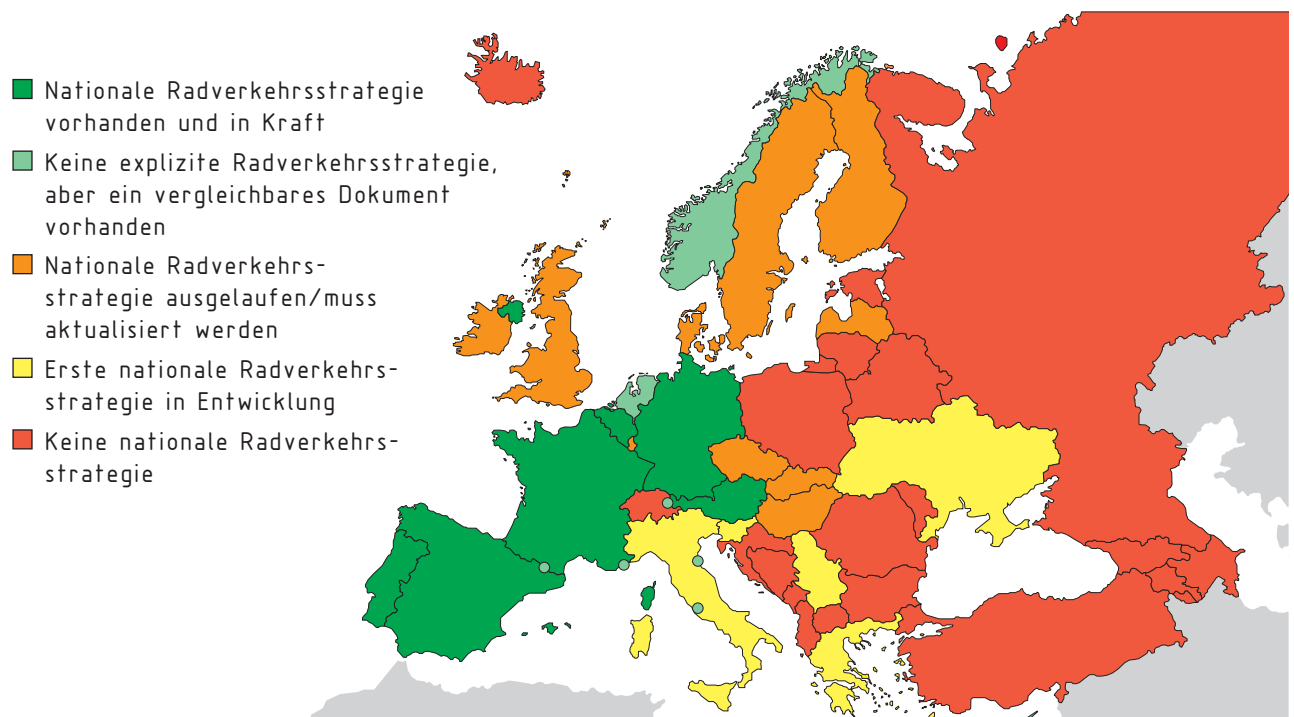 Nationale Radverkehrsstrategie
vorhanden und in Kraft
Keine explizite Radverkehrsstrategie,
aber ein vergleichbares Dokument
vorhanden
Nationale Radverkehrs-
strategie ausgelaufen/muss
aktualisiert werden
Erste nationale Radverkehrs-
strategie in Entwicklung
Keine nationale Radverkehrs-
strategie